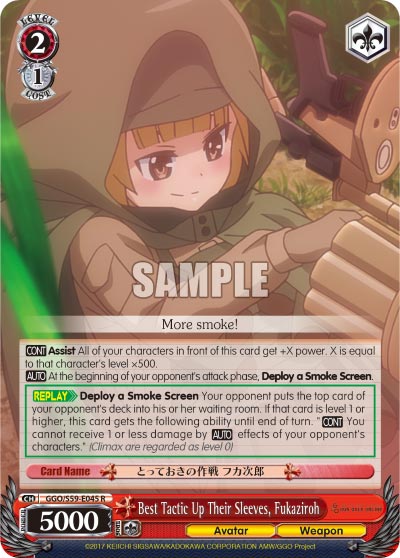 LEVEL
2
1
COST
SAMPLE
More smoke!
CONT Assist All of your characters in front of this card get +X power. X is equal
to that character's level ×500.
AUTO At the beginning of your opponent's attack phase, Deploy a Smoke Screen.
REPLAY Deploy a Smoke Screen Your opponent puts the top card of
your opponent's deck into his or her waiting room. If that card is level 1 or
higher, this card gets the following ability until end of turn. " CONT You
cannot receive 1 or less damage by AUTO effects of your opponent's
characters." (Climax are regarded as level 0)
Card Name
とっておきの作戦 フカ次郎
CH
GGO/S59-E045 R
Best Tactic Up Their Sleeves, Fukaziroh
POWER
5000
SOUL
Avatar
Weapon
©2017 KEIICHI SIGSAWA/KADOKAWA CORPORATION AMW/GGO Project